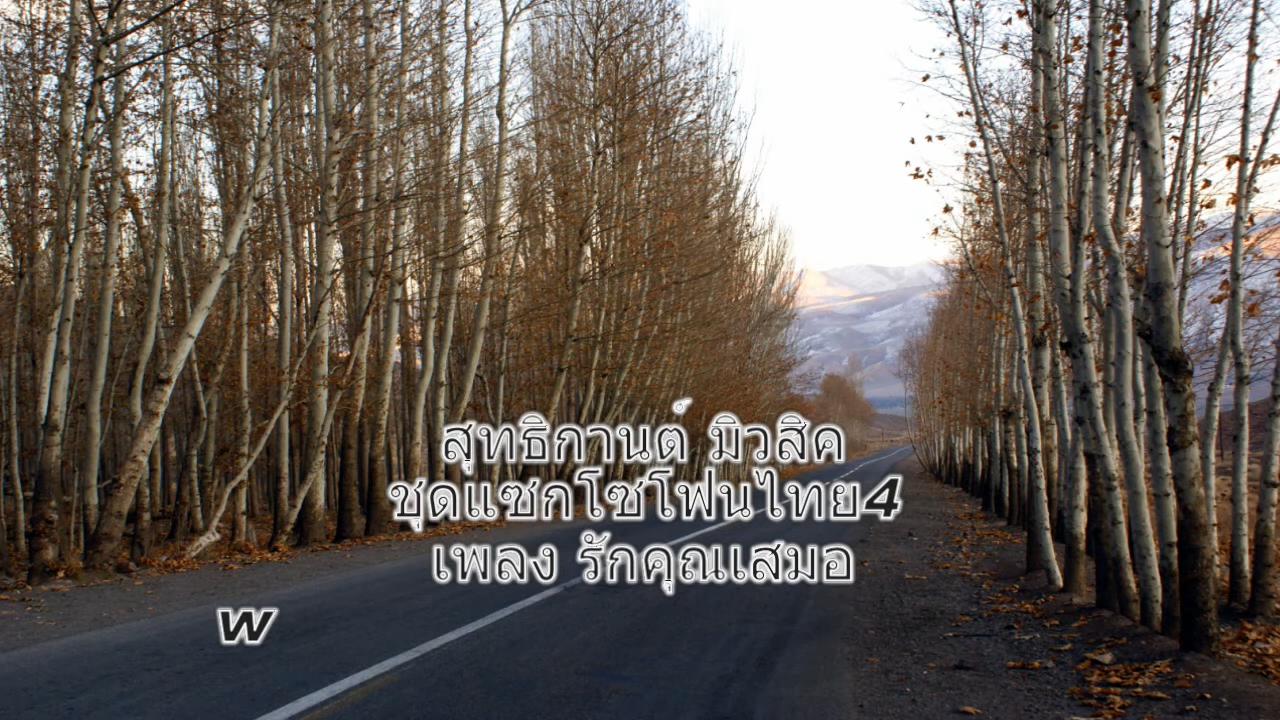 สุทธิกานต์ มิวสิค
ชุดแซกโซโฟนไทย4
เพลง รักคุณเสมอ
w